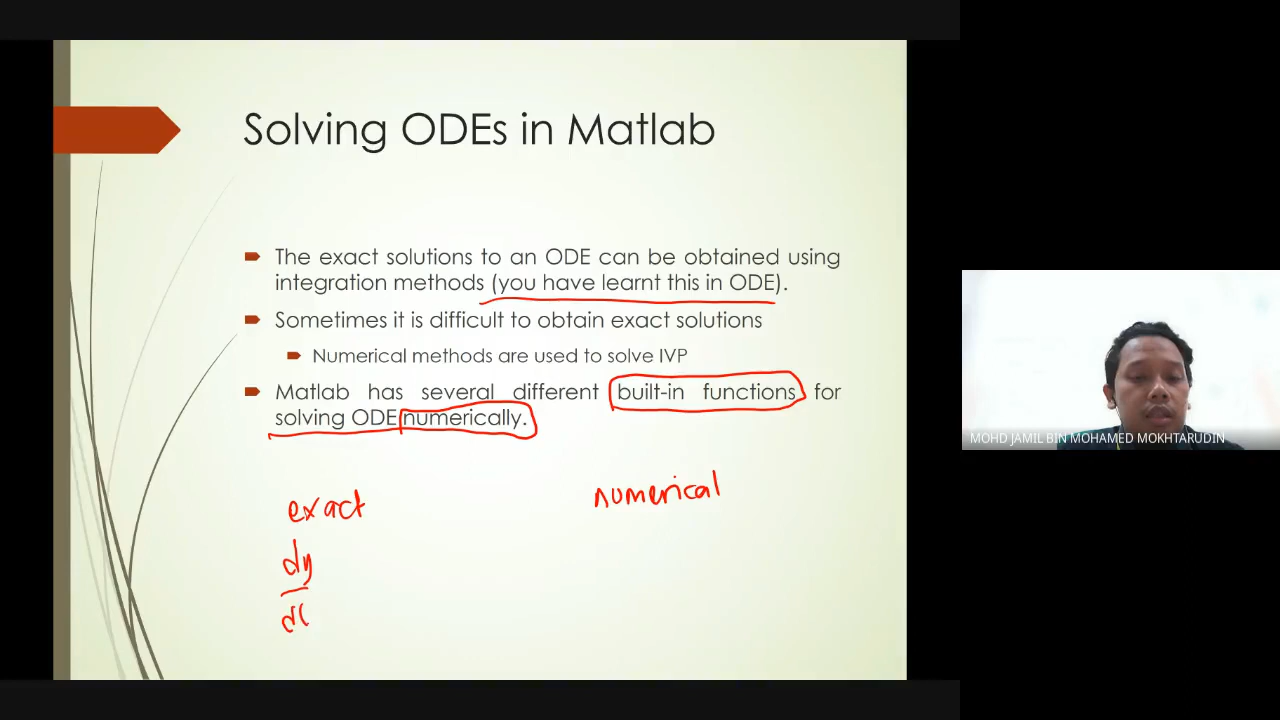 Solving ODEs in Matlab
The exact solutions to an ODE can be obtained using
integration methods (you have learnt this in ODE).
Sometimes it is difficult to obtain exact solutions
Numerical methods are used to solve IVP
Matlab has several different built-in functions for
solving ODE numerically.
exact
numerical
dy
MOHD JAMIL BIN MOHAMED MOKHTARUDIN